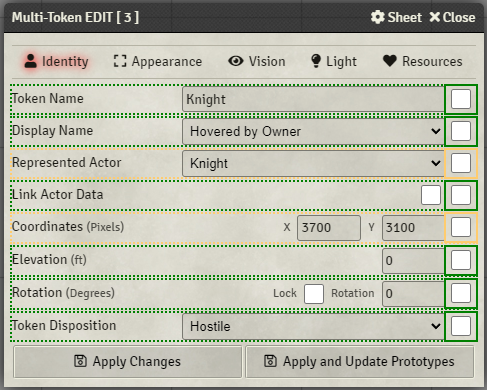 Multi-Token EDIT [ 3 ] Sheet Close
Identity Appearance Vision Light Resources
Token Name Knight
Display Name Hovered by Owner
Represented Actor Knight
Link Actor Data
Coordinates (Pixels) X 3700 Y 3100
Elevation (ft) 0
Rotation (Degrees) Lock Rotation 0
Token Disposition Hostile
Apply Changes Apply and Update Prototypes